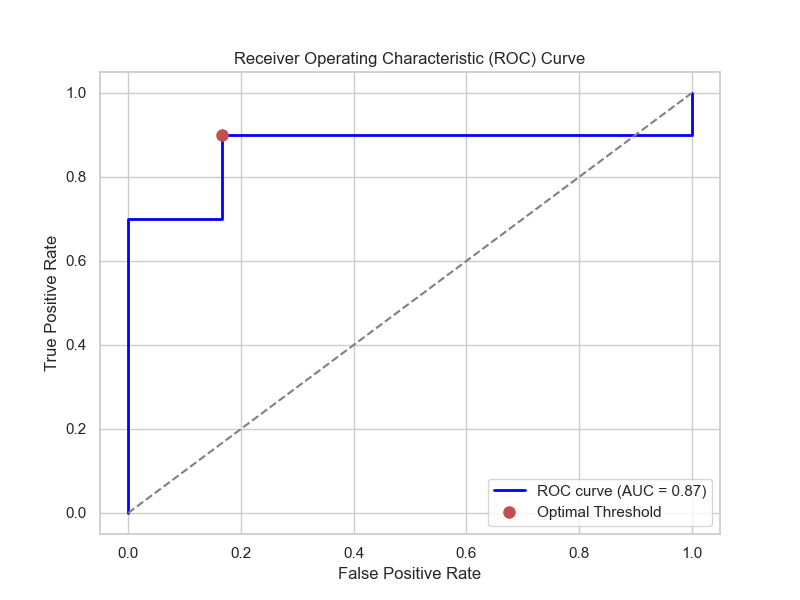 Receiver Operating Characteristic (ROC) Curve
True Positive Rate
1.0
0.8
0.6
0.4
0.2
0.0
0.0 0.2 0.4 0.6 0.8 1.0
False Positive Rate
ROC curve (AUC = 0.87)
Optimal Threshold